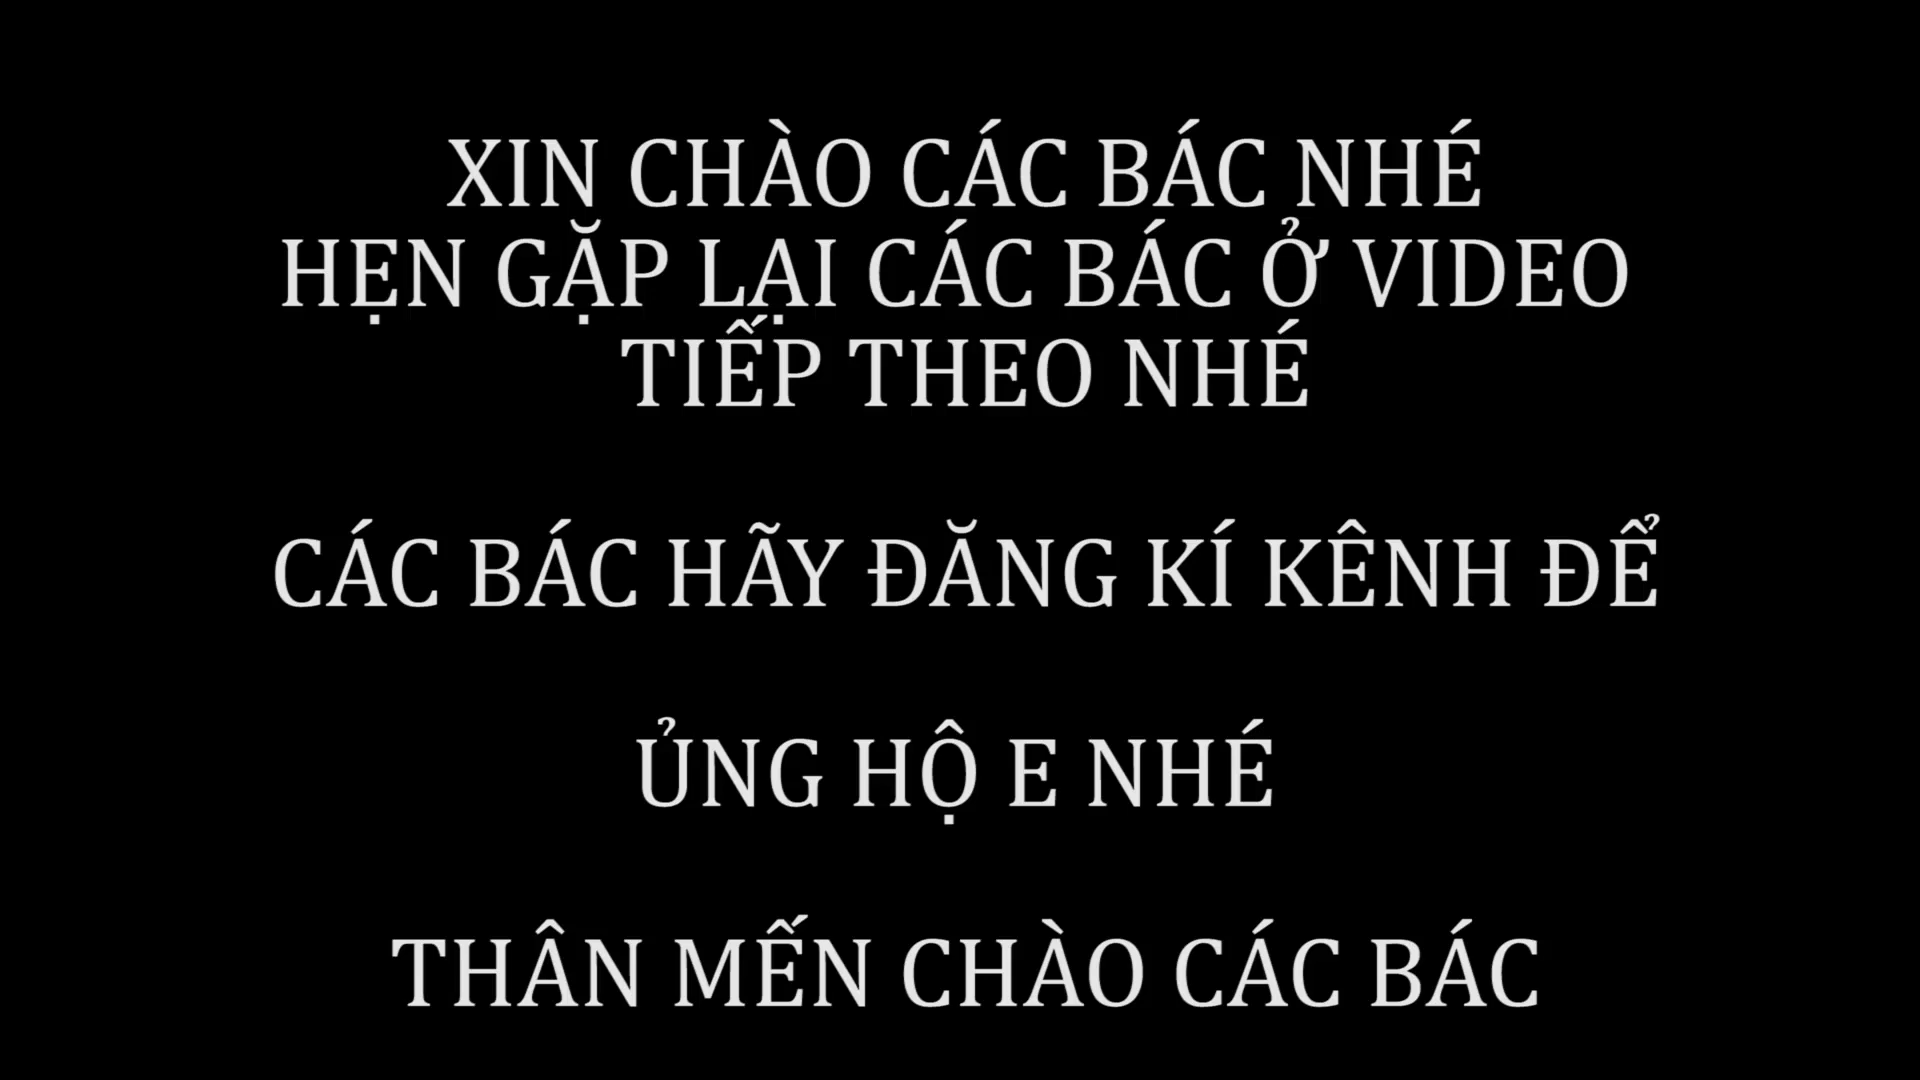 XIN CHÀO CÁC BÁC NHÉ
HẸN GẶP LẠI CÁC BÁC Ở VIDEO
TIẾP THEO NHÉ
CÁC BÁC HÃY ĐĂNG KÍ KÊNH ĐỂ
ỦNG HỘ E NHÉ
THÂN MẾN CHÀO CÁC BÁC